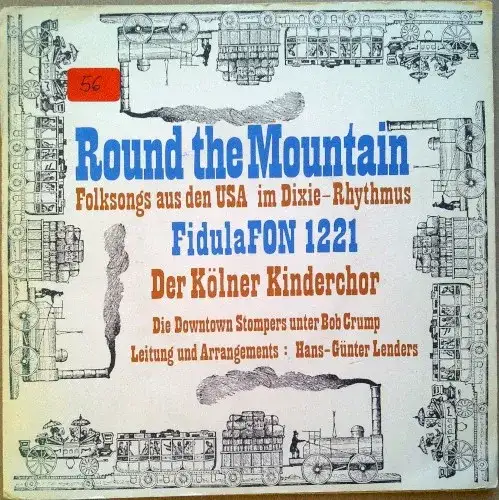 56
Round the Mountain
Folksongs aus den USA im Dixie-Rhythmus
FidulaFON 1221
Der Kölner Kinderchor
Die Downtown Stompers unter Bob Crump
Leitung und Arrangements : Hans-Günter Lenders